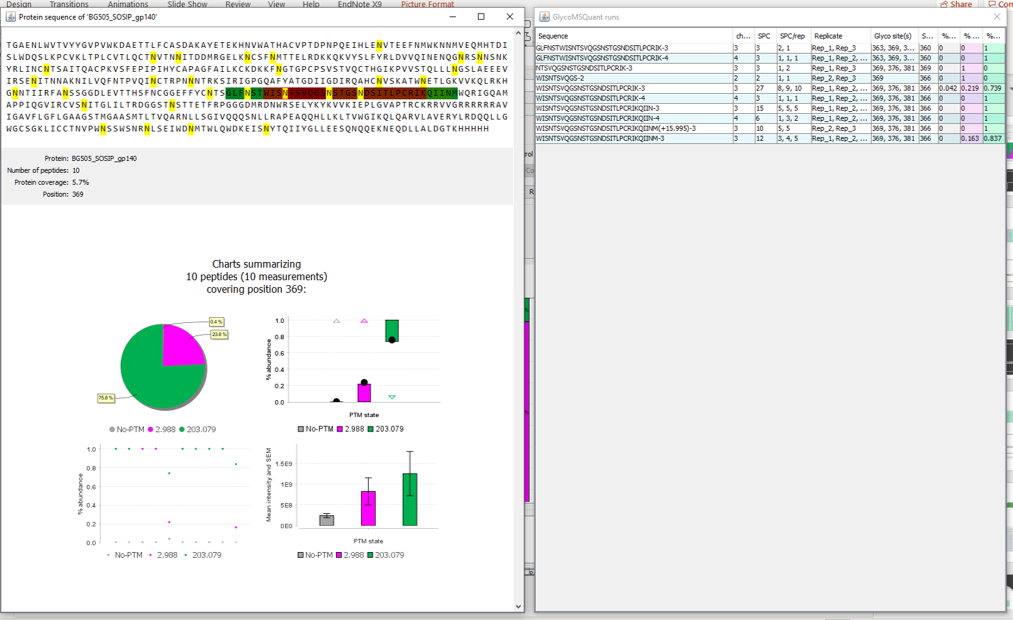 Design Transitions Animations Slide Show Review View Help EndNote X9 Picture Format Share
Protein sequence of 'BG505_SOSIP_gp140'
TGAENLWVTVYYGVPVWKDAETTLFCASDAKAYETEKHNVWATHACVPTDPNPQEIHLENVTEEFNMWKNNMVEQMHTDI
SLWDQSLKPCVKLTPLCVTLQCTNVTNNITDDMRGELKNCSFNMTTELRDKKQKVYSLFYRLDVVQINENQGNRSNNSNK
YRLINCNTSAITQACPKVSFEPIPIHYCAPAGFAILKCKDKKFNGTGPCPSVSTVQCTHGIKPVVSTQLLLNGSLAEEEV
IRSENITNNAKNILVQFNTPVQINCTRPNNNTRKSIRIGPGQAFYATGDIIGDIRQAHCNVSKATWNETLGKVVKQLRKH
GNNTIIRFANSSGGDLEVTTHSFNCGGEFFYCNTSGLFNSTWISNTSVQGSNSTGSNDSITLPCRIKQIINMWQRIGQAM
APPIQGVIRCVSNITGLILTRDGGSTNSTTETFRPGGGDMRDNWRSELYKYKVVKIEPLGVAPTRCKRRVVGRRRRRRAV
IGAVFLGFLGAAGSTMGAASMTLTVQARNLLSGIVQQQSNLLRAPEAQQHLLKLTVWGIKQLQARVLAVERYLRDQQLLG
WGCSGKLICCTNVPWNSSWSNRNLSEIWDNMTWLQWDKEISNYTQIIYGLLEESQNQQEKNEQDLLALDGTKHHHHHH
Protein: BG505_SOSIP_gp140
Number of peptides: 10
Protein coverage: 5.7%
Position: 369
Charts summarizing
10 peptides (10 measurements)
covering position 369:
0.4 %
23.8 %
75.8 %
No-PTM 2.988 203.079
% abundance
1.0
0.8
0.6
0.4
0.2
0.0
PTM state
No-PTM 2.988 203.079
% abundance
1.0
0.8
0.6
0.4
0.2
0.0
No-PTM 2.988 203.079
Mean intensity and SEM
1.5E9
1E9
5E8
0E0
PTM state
No-PTM 2.988 203.079
GlycoMSQuant runs
Sequence ch... SPC SPC/rep Replicate Glyco site(s) S... %... %... %...
GLFNSTWISNTSVQGSNSTGSNDSITLPCRIK-3 3 3 2, 1 Rep_1, Rep_3 363, 369, 3... 360 0 0 1
GLFNSTWISNTSVQGSNSTGSNDSITLPCRIK-4 4 3 1, 1, 1 Rep_1, Rep_2, ... 363, 369, 3... 360 0 0 1
NTSVQGSNSTGSNDSITLPCRIK-3 3 3 1, 2 Rep_1, Rep_3 369, 376, 381 369 0 1 0
WISNTSVQGS-2 2 2 1, 1 Rep_2, Rep_3 369 366 0 1 0
WISNTSVQGSNSTGSNDSITLPCRIK-3 3 27 8, 9, 10 Rep_1, Rep_2, ... 369, 376, 381 366 0.042 0.219 0.739
WISNTSVQGSNSTGSNDSITLPCRIK-4 4 3 1, 1, 1 Rep_1, Rep_2, ... 369, 376, 381 366 0 0 1
WISNTSVQGSNSTGSNDSITLPCRIKQIIN-3 3 15 5, 5, 5 Rep_1, Rep_2, ... 369, 376, 381 366 0 0 1
WISNTSVQGSNSTGSNDSITLPCRIKQIIN-4 4 6 1, 3, 2 Rep_1, Rep_2, ... 369, 376, 381 366 0 0 1
WISNTSVQGSNSTGSNDSITLPCRIKQIINM(+15.995)-3 3 10 5, 5 Rep_2, Rep_3 369, 376, 381 366 0 0 1
WISNTSVQGSNSTGSNDSITLPCRIKQIINM-3 3 12 3, 4, 5 Rep_1, Rep_2, ... 369, 376, 381 366 0 0.163 0.837